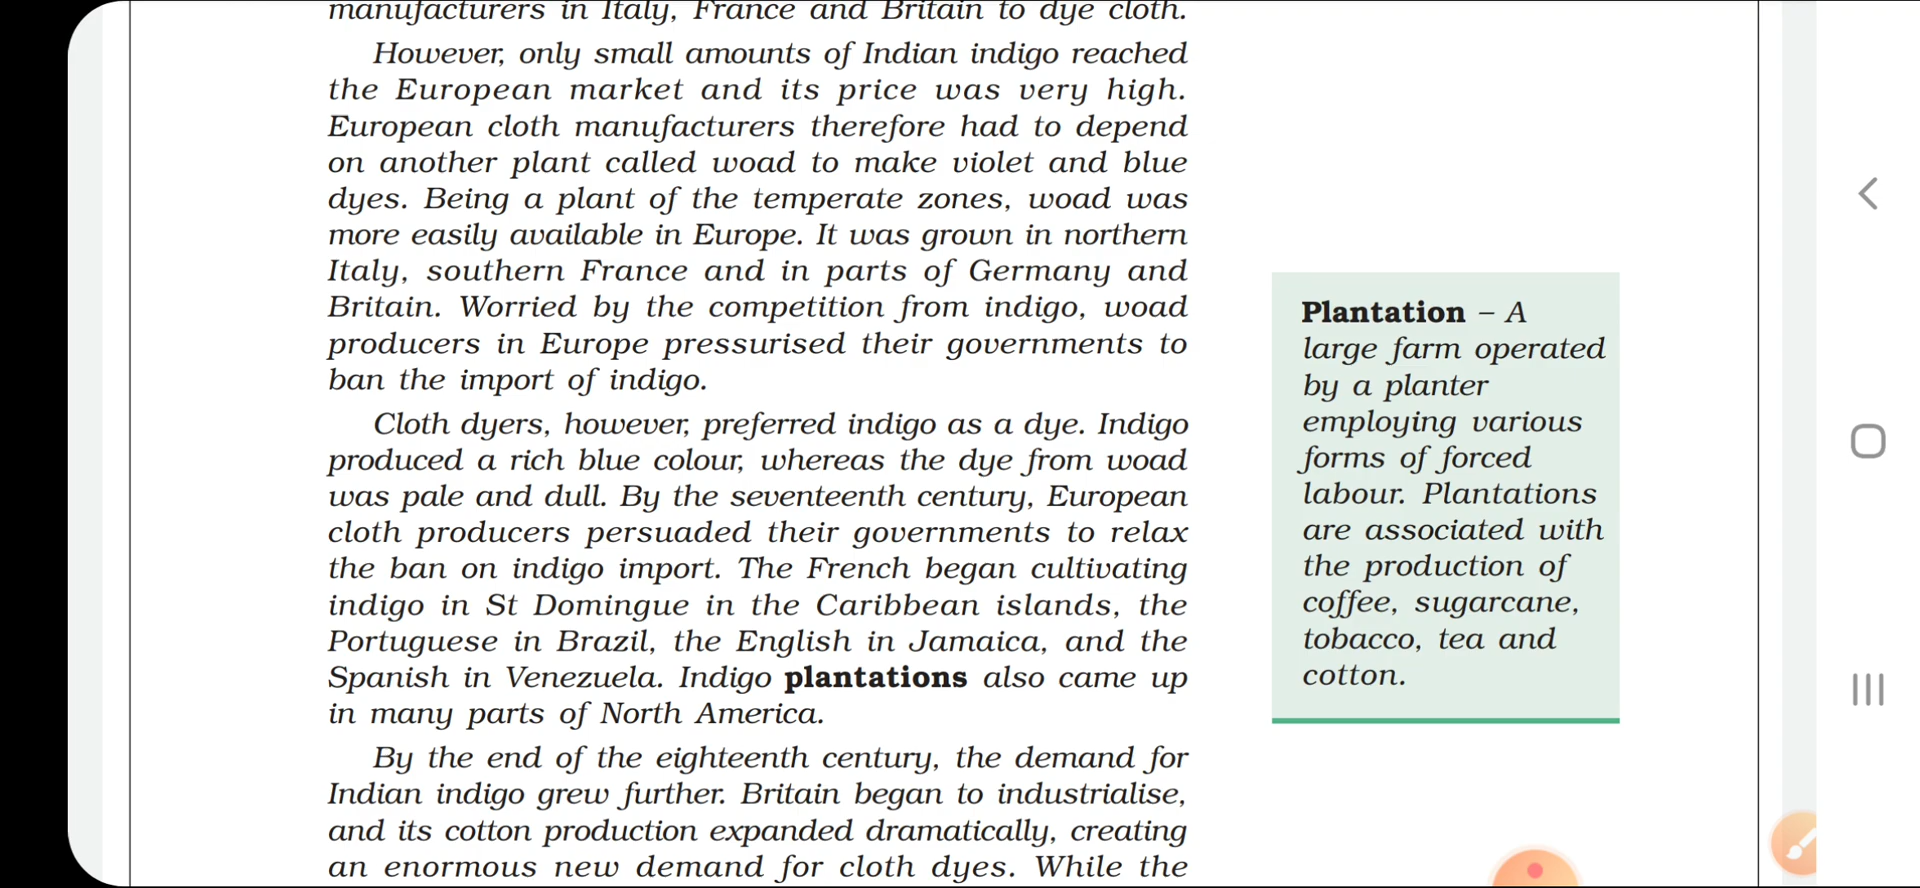 manufacturers in Italy, France and Britain to dye cloth.
However, only small amounts of Indian indigo reached
the European market and its price was very high.
European cloth manufacturers therefore had to depend
on another plant called woad to make violet and blue
dyes. Being a plant of the temperate zones, woad was
more easily available in Europe. It was grown in northern
Italy, southern France and in parts of Germany and
Britain. Worried by the competition from indigo, woad
producers in Europe pressurised their governments to
ban the import of indigo.
Cloth dyers, however, preferred indigo as a dye. Indigo
produced a rich blue colour, whereas the dye from woad
was pale and dull. By the seventeenth century, European
cloth producers persuaded their governments to relax
the ban on indigo import. The French began cultivating
indigo in St Domingue in the Caribbean islands, the
Portuguese in Brazil, the English in Jamaica, and the
Spanish in Venezuela. Indigo plantations also came up
in many parts of North America.
By the end of the eighteenth century, the demand for
Indian indigo grew further. Britain began to industrialise,
and its cotton production expanded dramatically, creating
an enormous new demand for cloth dyes. While the
Plantation – A
large farm operated
by a planter
employing various
forms of forced
labour. Plantations
are associated with
the production of
coffee, sugarcane,
tobacco, tea and
cotton.